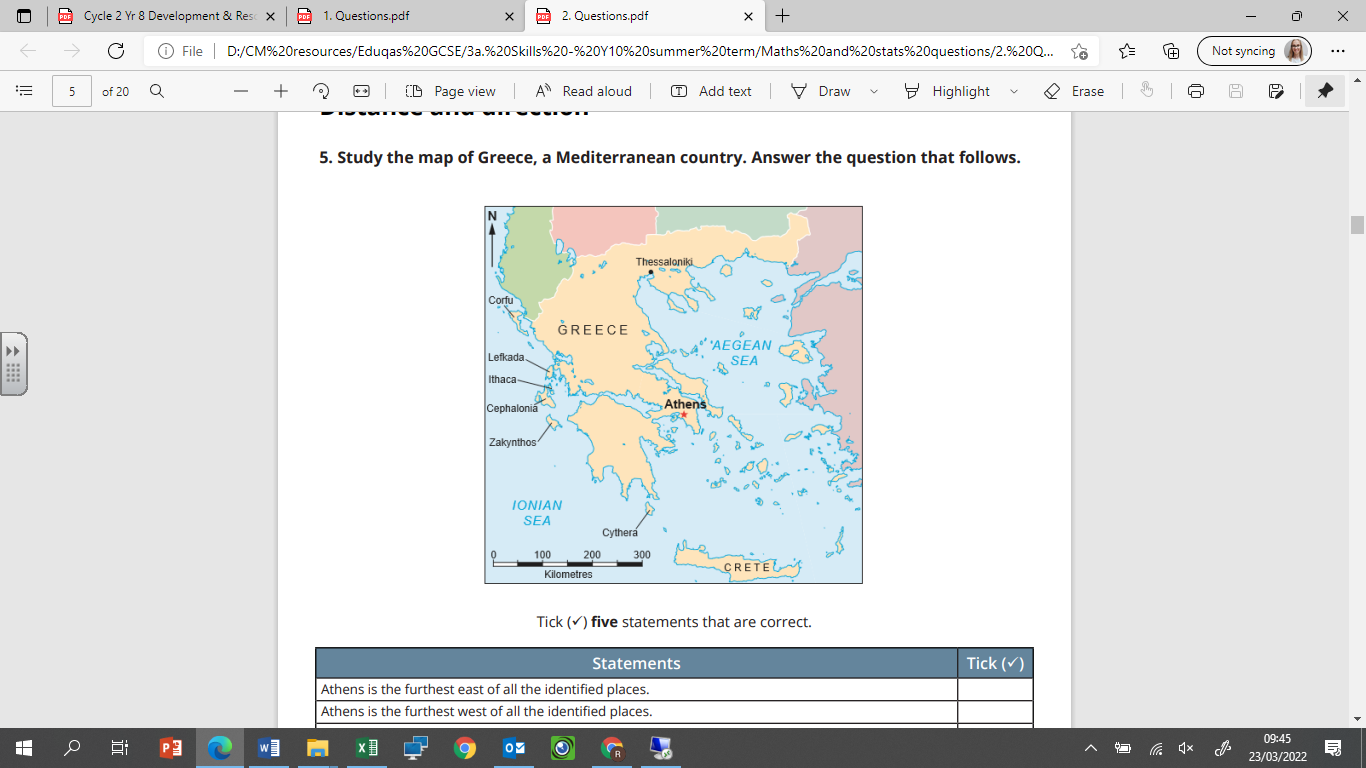 Cycle 2 Yr 8 Development & Res
1. Questions.pdf
2. Questions.pdf
File
D:/CM%20resources/Eduqas%20GCSE/3a.%20Skills%20-%20Y10%20summer%20term/Maths%20and%20stats%20questions/2.%20Q...
Not syncing
5 of 20
Page view
Read aloud
Add text
Draw
Highlight
Erase
Distance and direction
5. Study the map of Greece, a Mediterranean country. Answer the question that follows.
N
Thessaloniki
Corfu
GREECE
AEGEAN
SEA
Lefkada
Ithaca
Cephalonia
Athens
Zakynthos
IONIAN
SEA
Cythera
0 100 200 300
Kilometres
CRETE
Tick (✓) five statements that are correct.
Statements Tick (✓)
Athens is the furthest east of all the identified places.
Athens is the furthest west of all the identified places.
09:45
23/03/2022